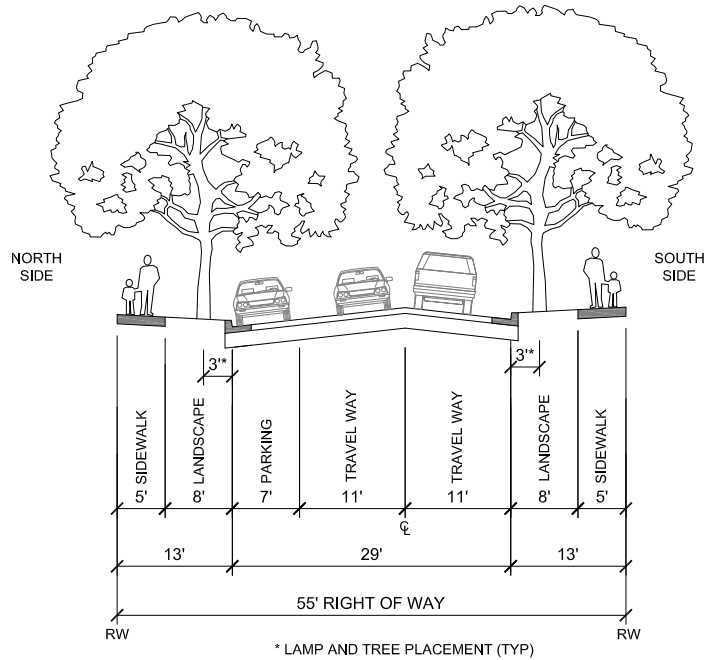 NORTH
SIDE
SOUTH
SIDE
3'*
3'*
SIDEWALK
LANDSCAPE
PARKING
TRAVEL WAY
TRAVEL WAY
LANDSCAPE
SIDEWALK
5'
8'
7'
11'
11'
8'
5'
℄
13'
29'
13'
55' RIGHT OF WAY
RW
RW
* LAMP AND TREE PLACEMENT (TYP)